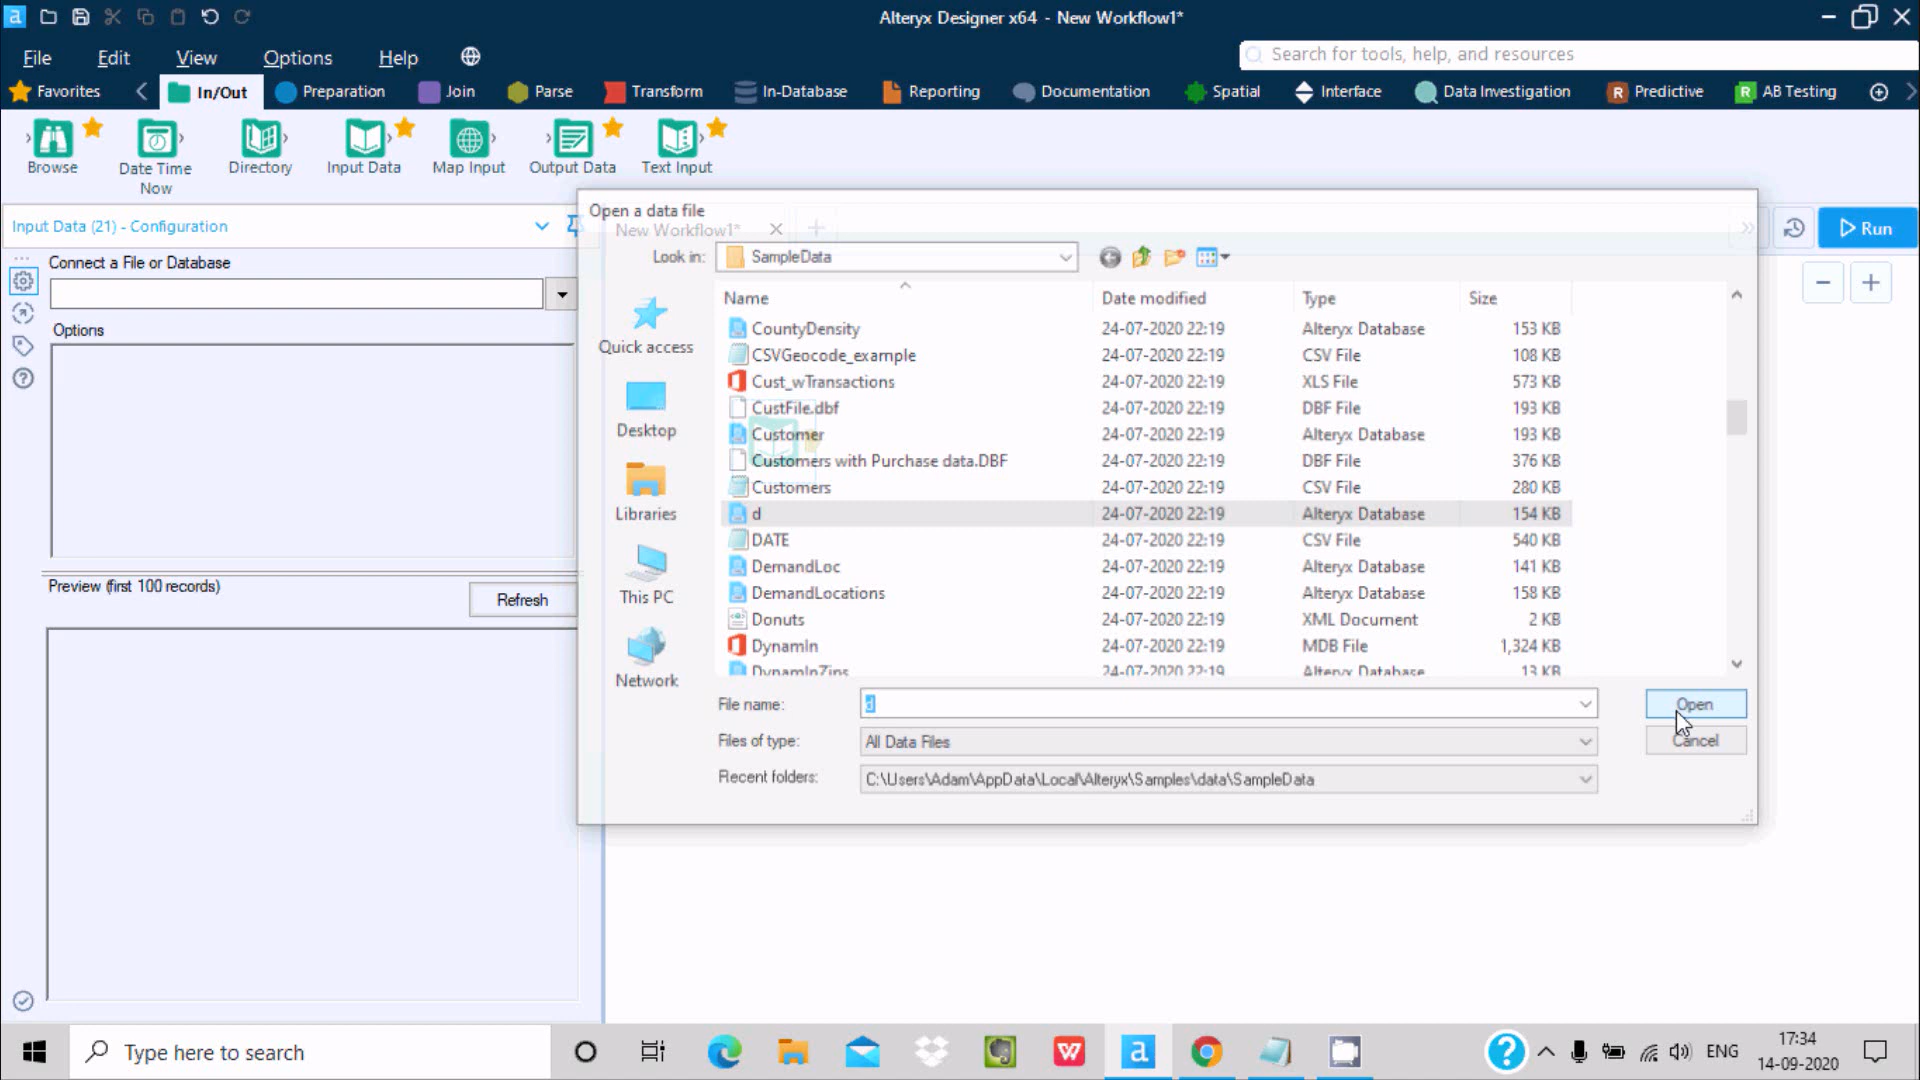 Alteryx Designer x64 - New Workflow1*
File Edit View Options Help
Search for tools, help, and resources
Favorites In/Out Preparation Join Parse Transform In-Database Reporting Documentation Spatial Interface Data Investigation Predictive AB Testing
Browse Date Time Now Directory Input Data Map Input Output Data Text Input
Input Data (21) - Configuration
Connect a File or Database
Options
Preview (first 100 records)
Refresh
Open a data file
New Workflow1*
Run
Look in: SampleData
Quick access
Desktop
Libraries
This PC
Network
Name Date modified Type Size
CountyDensity 24-07-2020 22:19 Alteryx Database 153 KB
CSVGeocode_example 24-07-2020 22:19 CSV File 108 KB
Cust_wTransactions 24-07-2020 22:19 XLS File 573 KB
CustFile.dbf 24-07-2020 22:19 DBF File 193 KB
Customer 24-07-2020 22:19 Alteryx Database 193 KB
Customers with Purchase data.DBF 24-07-2020 22:19 DBF File 376 KB
Customers 24-07-2020 22:19 CSV File 280 KB
d 24-07-2020 22:19 Alteryx Database 154 KB
DATE 24-07-2020 22:19 CSV File 540 KB
DemandLoc 24-07-2020 22:19 Alteryx Database 141 KB
DemandLocations 24-07-2020 22:19 Alteryx Database 158 KB
Donuts 24-07-2020 22:19 XML Document 2 KB
DynamIn 24-07-2020 22:19 MDB File 1,324 KB
DynamInZips 24-07-2020 22:19 Alteryx Database 13 KB
File name: d
Open
Files of type: All Data Files
Cancel
Recent folders: C:\Users\Adam\AppData\Local\Alteryx\Samples\data\SampleData
Type here to search
ENG
17:34
14-09-2020